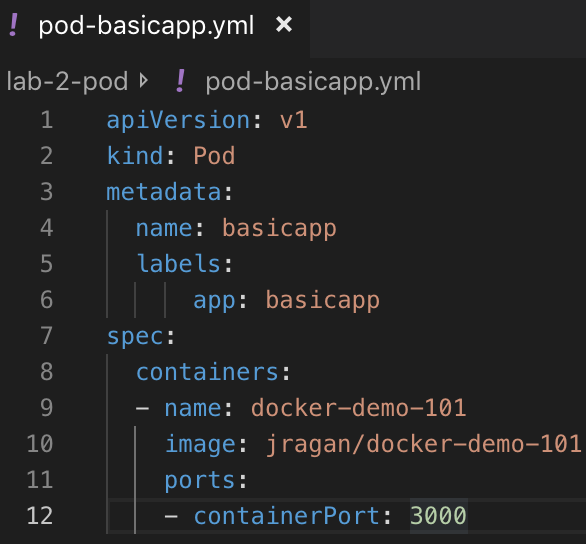 ! pod-basicapp.yml ×
lab-2-pod ▷ ! pod-basicapp.yml
1 apiVersion: v1
2 kind: Pod
3 metadata:
4   name: basicapp
5   labels:
6       app: basicapp
7 spec:
8   containers:
9   - name: docker-demo-101
10     image: jragan/docker-demo-101
11     ports:
12     - containerPort: 3000